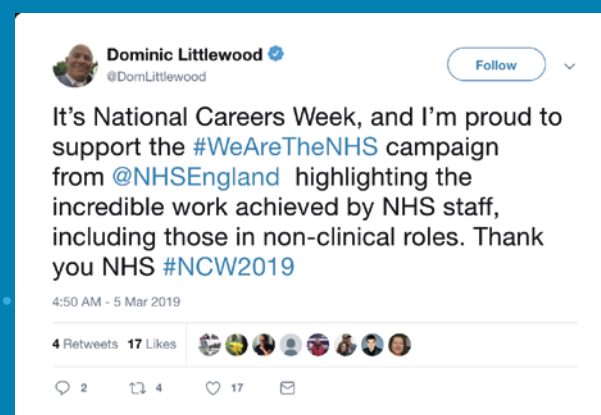 Dominic Littlewood
@DomLittlewood
Follow
It’s National Careers Week, and I’m proud to
support the #WeAreTheNHS campaign
from @NHSEngland highlighting the
incredible work achieved by NHS staff,
including those in non-clinical roles. Thank
you NHS #NCW2019
4:50 AM - 5 Mar 2019
4 Retweets 17 Likes
2 4 17